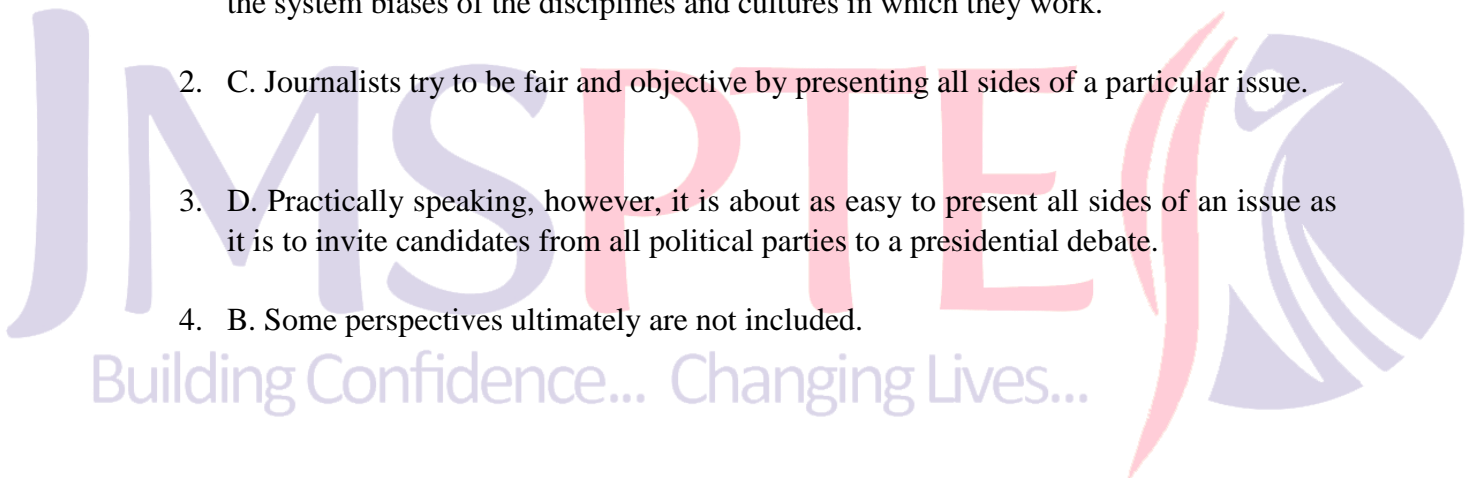 the system biases of the disciplines and cultures in which they work.
2. C. Journalists try to be fair and objective by presenting all sides of a particular issue.
3. D. Practically speaking, however, it is about as easy to present all sides of an issue as
it is to invite candidates from all political parties to a presidential debate.
4. B. Some perspectives ultimately are not included.
JMSPTE
Building Confidence... Changing Lives...